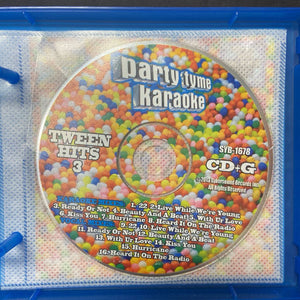 party tyme
karaoke
TWEEN
HITS
3
SYB-1678
CD+G
All Rights Reserved
1. 22 2. Live While We're Young
3. Ready Or Not 4. Beauty And A Beat 5. With Ur Love
6. Kiss You 7. Hurricane 8. Heard It On The Radio
9. 22 10. Live While We're Young
11. Ready Or Not 12. Beauty And A Beat
13. With Ur Love 14. Kiss You
15. Hurricane
16. Heard It On The Radio